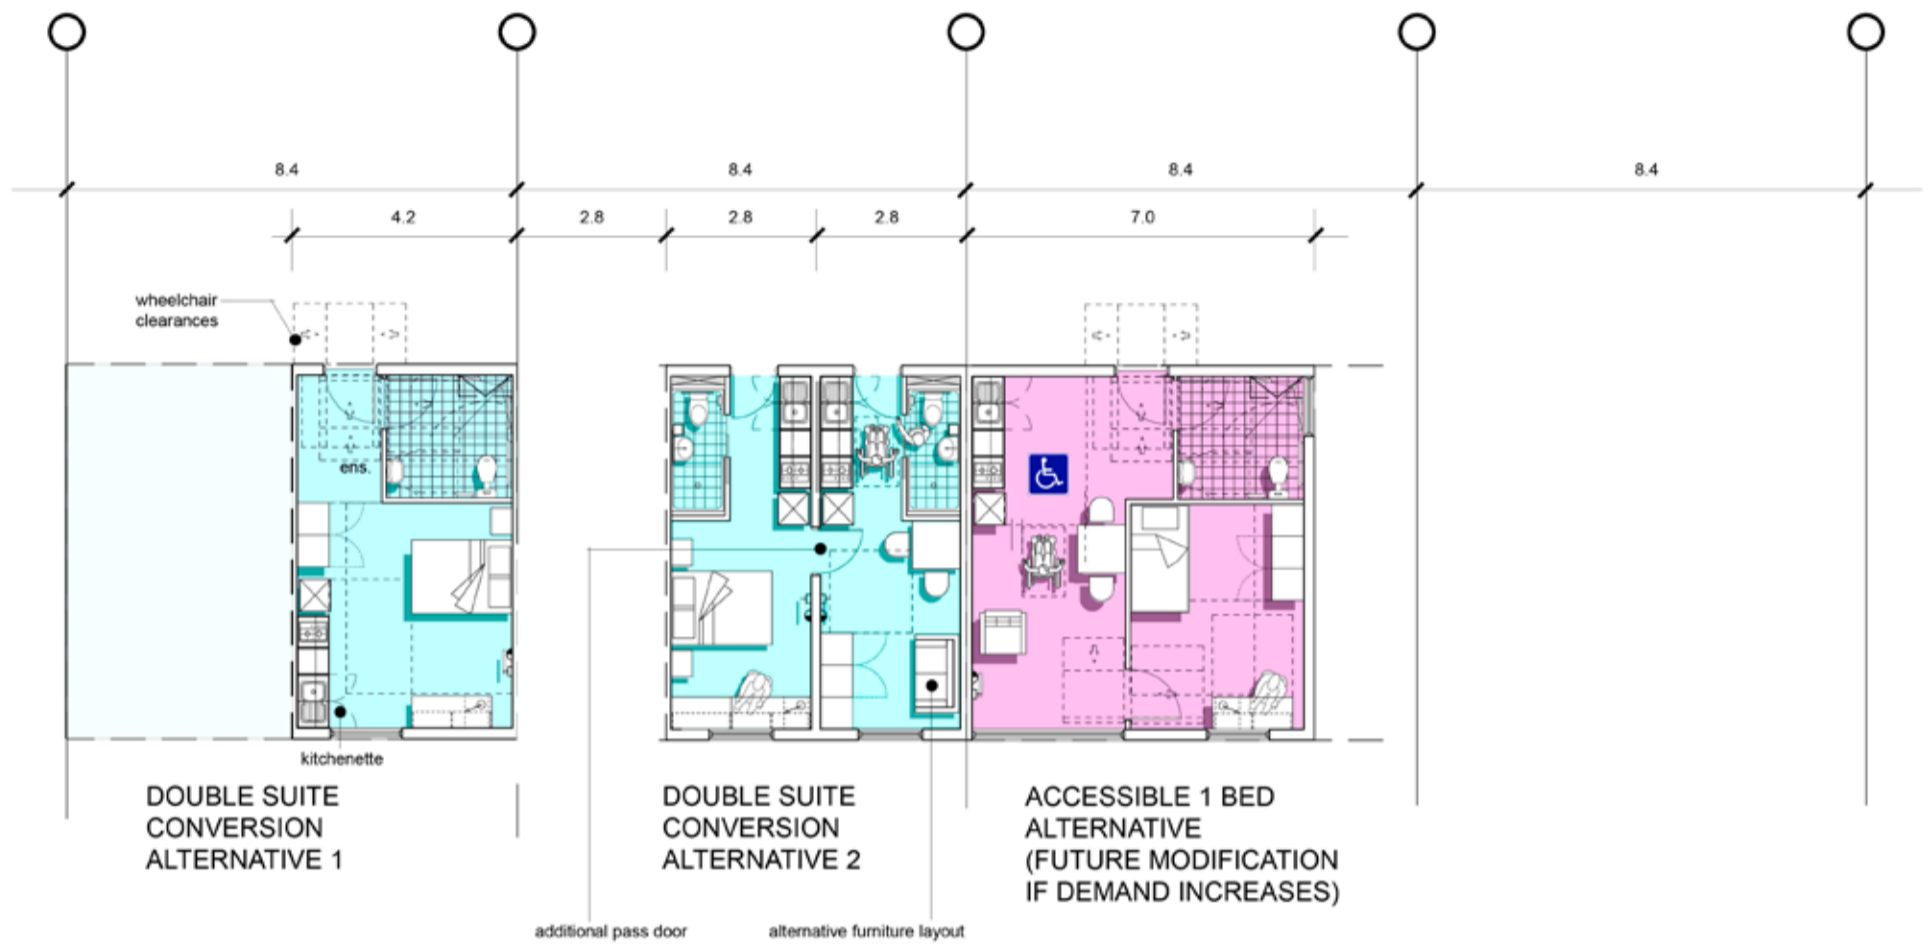 8.4
8.4
8.4
8.4
4.2
2.8
2.8
2.8
7.0
wheelchair
clearances
ens.
kitchenette
DOUBLE SUITE
CONVERSION
ALTERNATIVE 1
DOUBLE SUITE
CONVERSION
ALTERNATIVE 2
ACCESSIBLE 1 BED
ALTERNATIVE
(FUTURE MODIFICATION
IF DEMAND INCREASES)
additional pass door
alternative furniture layout